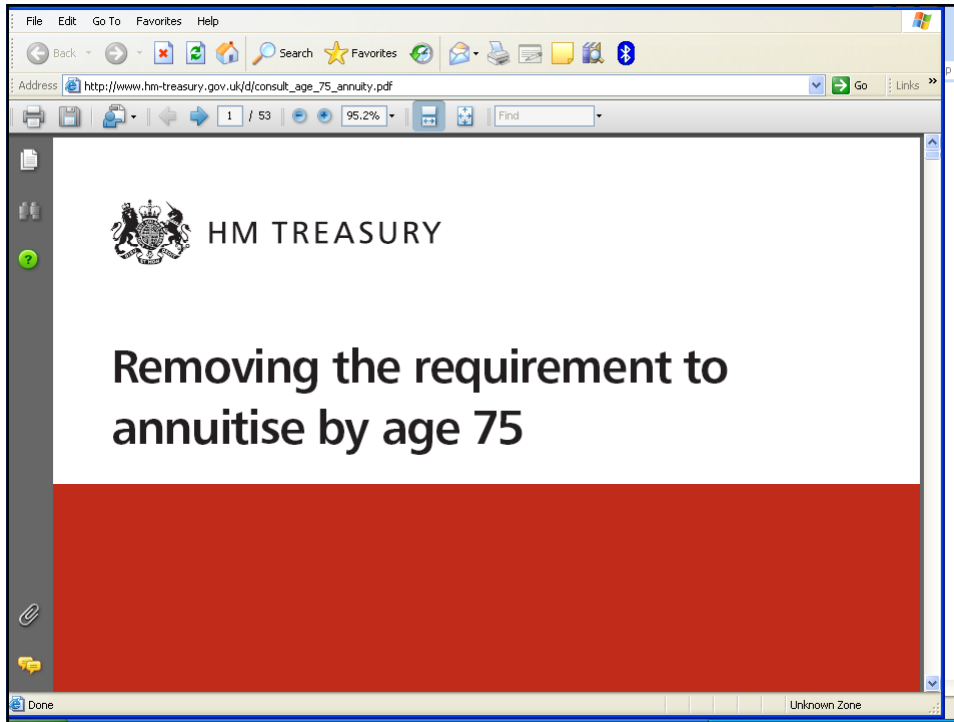 File Edit Go To Favorites Help
Back Search Favorites
Address http://www.hm-treasury.gov.uk/d/consult_age_75_annuity.pdf Go Links »
1 / 53 95.2% Find
HM TREASURY
Removing the requirement to
annuitise by age 75
Done Unknown Zone